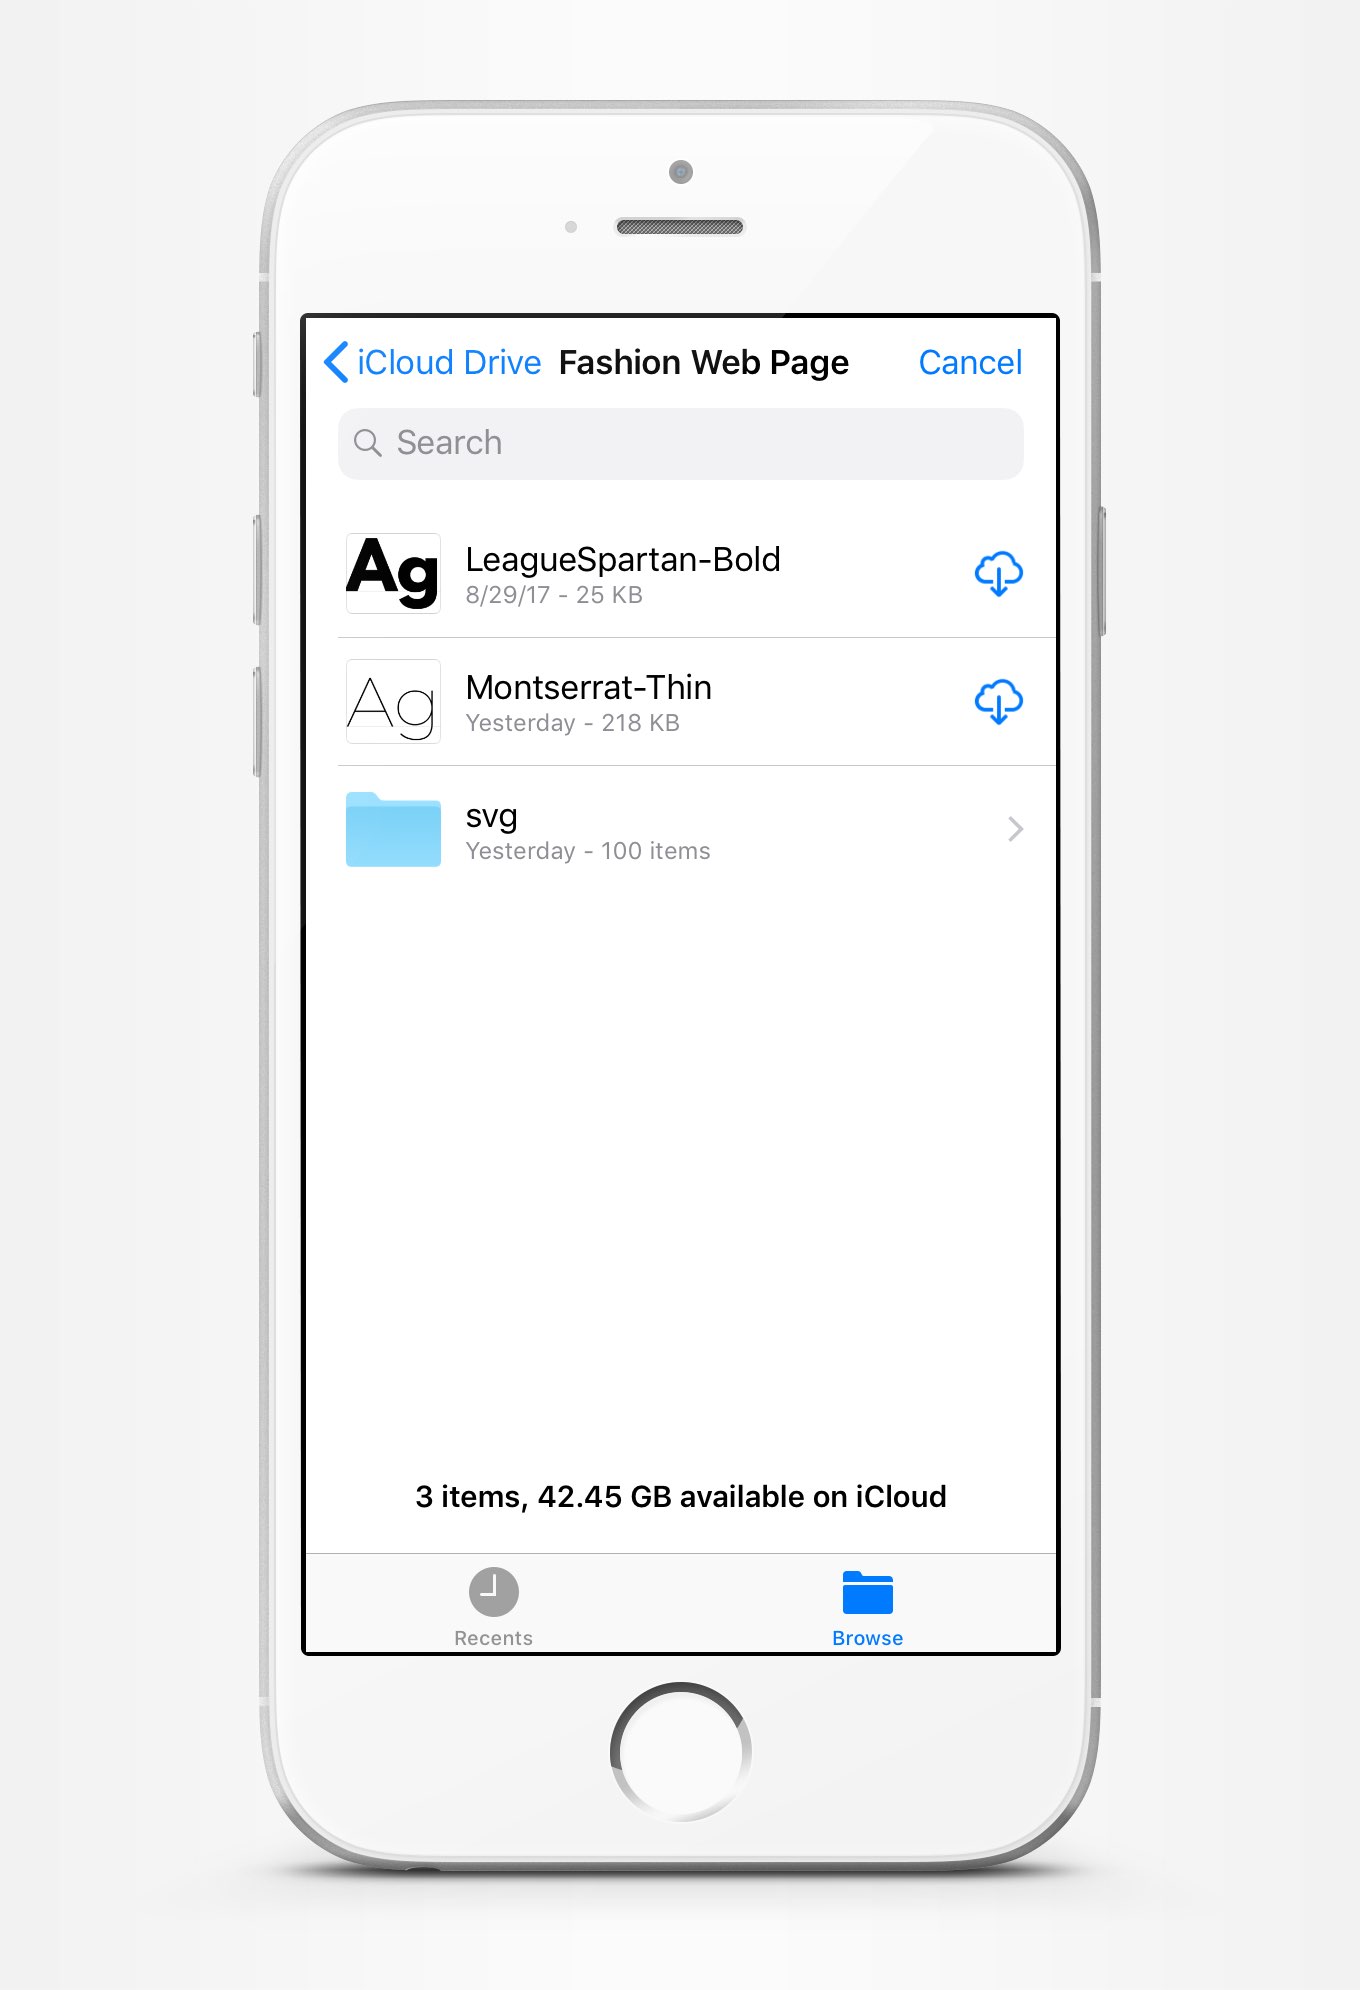 iCloud Drive Fashion Web Page Cancel
Search
Ag LeagueSpartan-Bold
8/29/17 - 25 KB
Ag Montserrat-Thin
Yesterday - 218 KB
svg
Yesterday - 100 items
3 items, 42.45 GB available on iCloud
Recents Browse